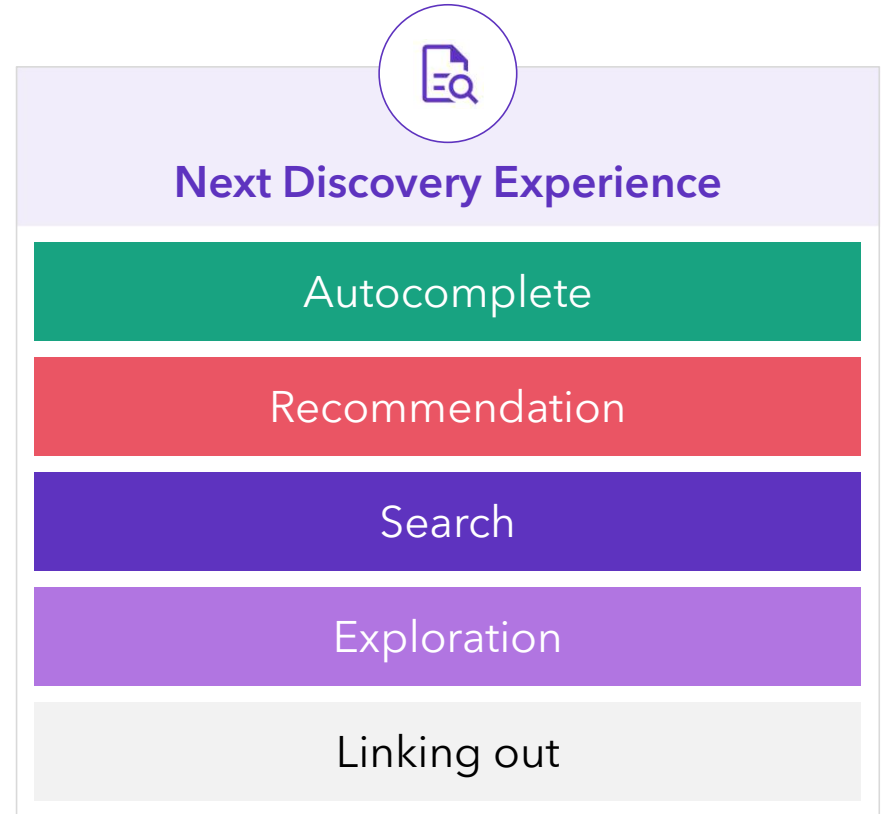 Next Discovery Experience
Autocomplete
Recommendation
Search
Exploration
Linking out